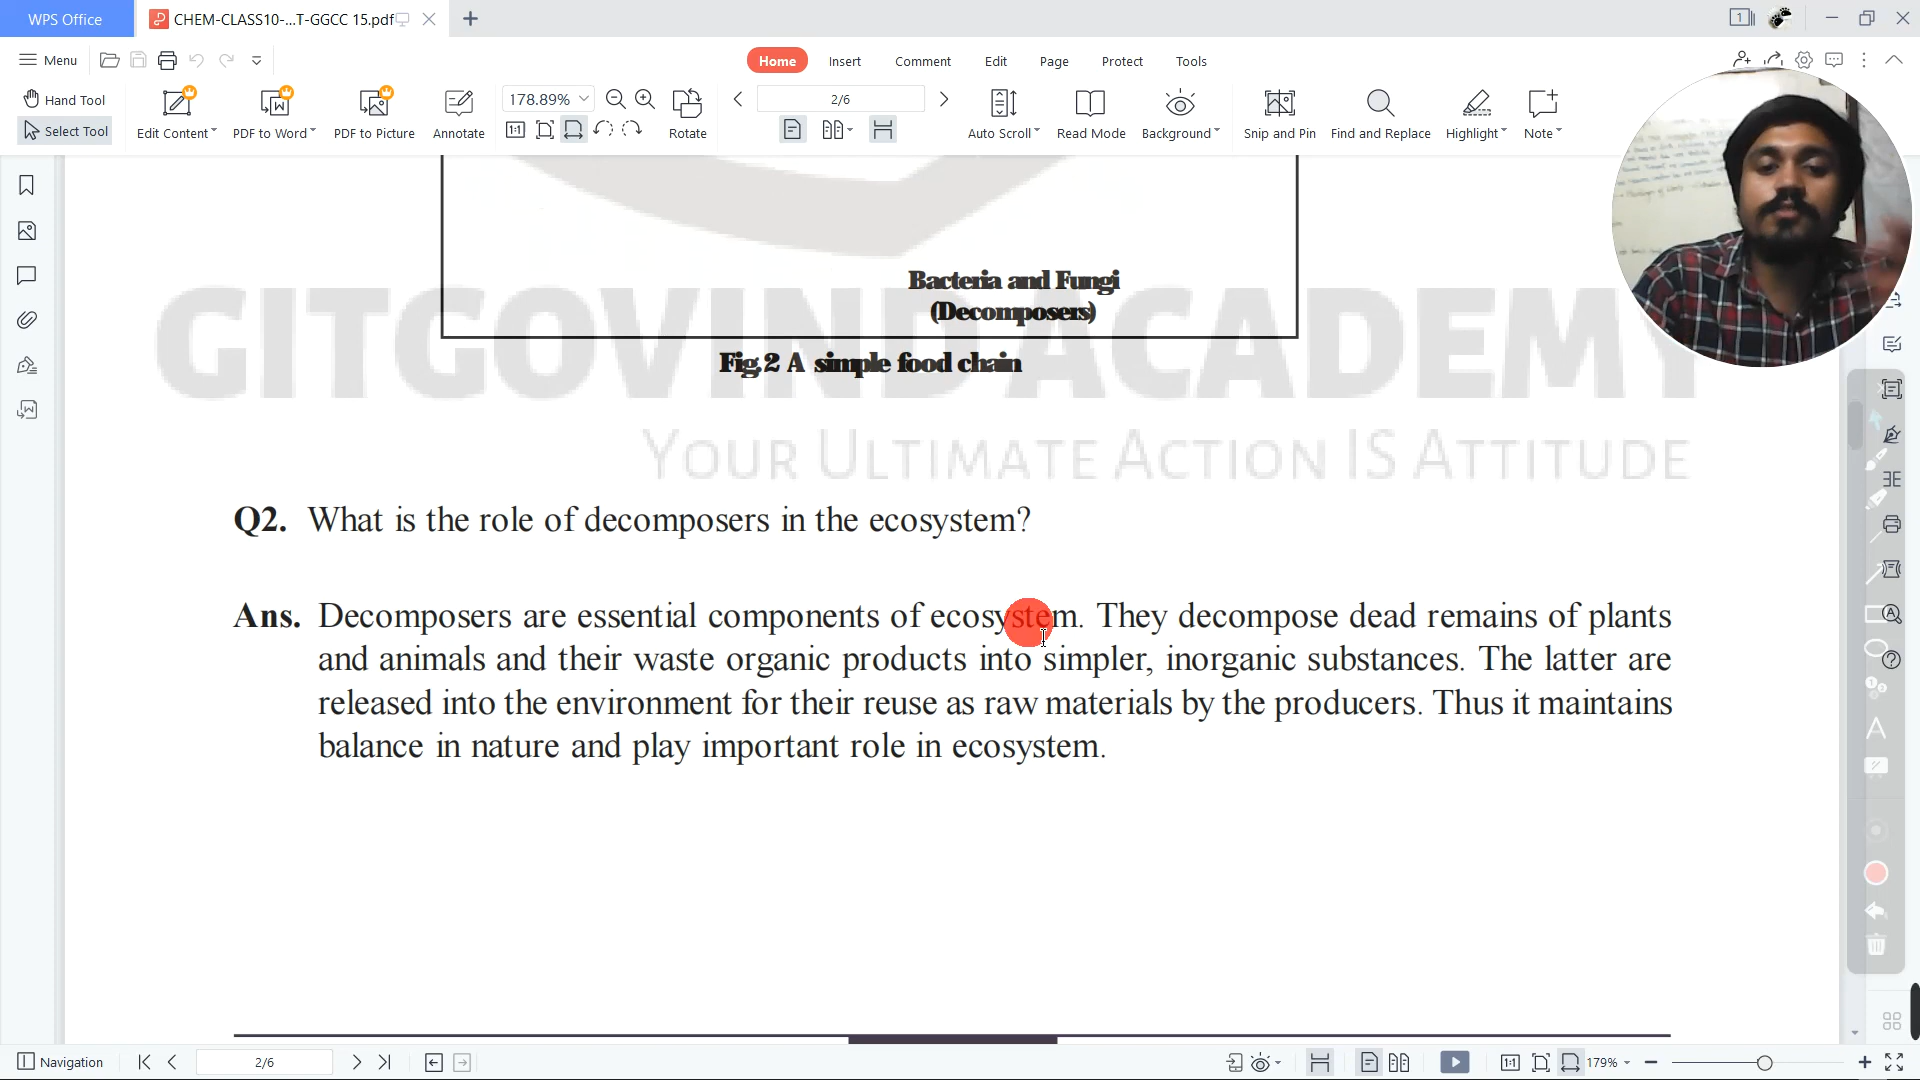 WPS Office
CHEM-CLASS10-...T-GGCC 15.pdf
Menu
Home Insert Comment Edit Page Protect Tools
Hand Tool
Select Tool
Edit Content
PDF to Word
PDF to Picture
Annotate
178.89%
Rotate
2/6
Auto Scroll
Read Mode
Background
Snip and Pin
Find and Replace
Highlight
Note
Bacteria and Fungi
(Decomposers)
Fig.2 A simple food chain
GITGOVIND ACADEMY
YOUR ULTIMATE ACTION IS ATTITUDE
Q2. What is the role of decomposers in the ecosystem?
Ans. Decomposers are essential components of ecosystem. They decompose dead remains of plants
and animals and their waste organic products into simpler, inorganic substances. The latter are
released into the environment for their reuse as raw materials by the producers. Thus it maintains
balance in nature and play important role in ecosystem.
Navigation
2/6
179%